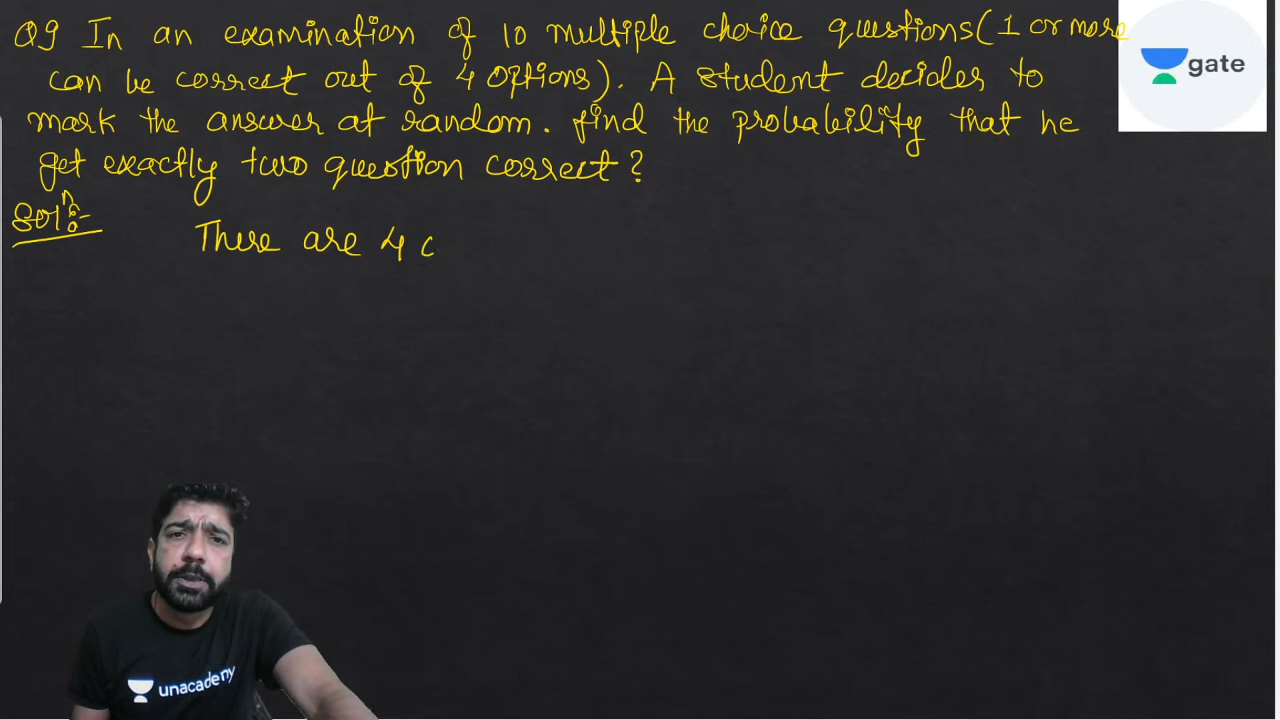 Q9 In an examination of 10 multiple choice questions (1 or more
gate
can be correct out of 4 options). A student decides to
mark the answer at random. find the probability that he
get exactly two question correct?
Solⁿ:-
There are 4 c
unacademy